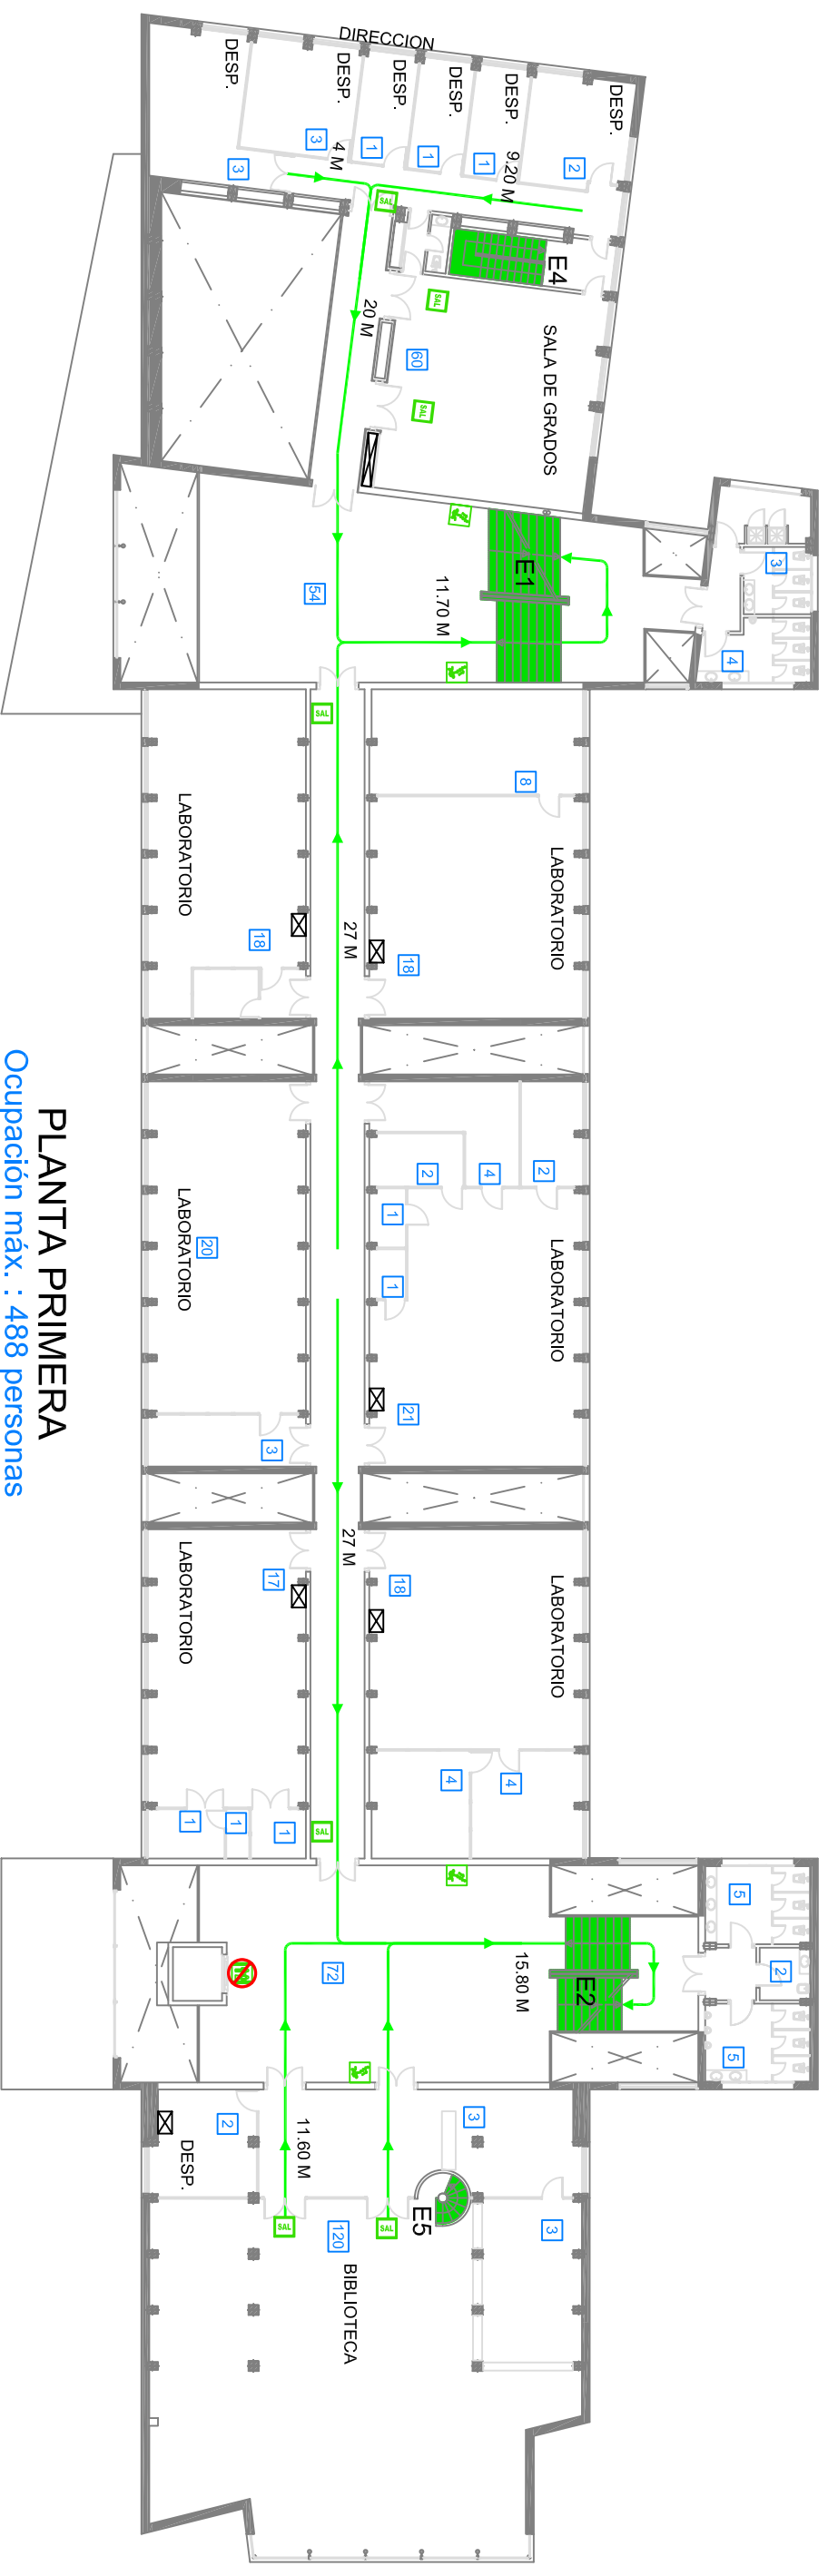 DIRECCION
DESP.
DESP.
DESP.
DESP.
DESP.
DESP.
3
3
1
1
1
2
4 M
9.20 M
SAL
E4
SAL
20 M
60
SALA DE GRADOS
SAL
E1
11.70 M
54
3
4
SAL
8
LABORATORIO
LABORATORIO
27 M
18
18
2
4
2
1
1
LABORATORIO
20
LABORATORIO
21
3
27 M
17
18
LABORATORIO
LABORATORIO
4
4
1
1
1
SAL
5
2
5
72
15.80 M
E2
2
DESP.
11.60 M
3
E5
3
SAL
SAL
120
BIBLIOTECA
PLANTA PRIMERA
Ocupación máx. : 488 personas